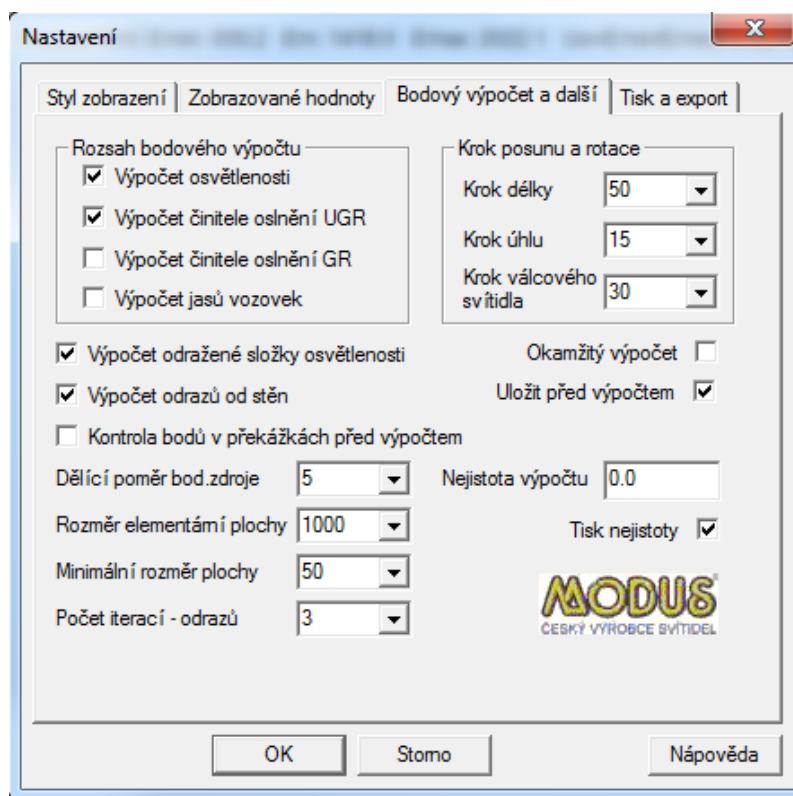 Nastavení
Styl zobrazení
Zobrazované hodnoty
Bodový výpočet a další
Tisk a export
Rozsah bodového výpočtu
Výpočet osvětlenosti
Výpočet činitele oslnění UGR
Výpočet činitele oslnění GR
Výpočet jasů vozovek
Krok posunu a rotace
Krok délky 50
Krok úhlu 15
Krok válcového
svítidla 30
Výpočet odražené složky osvětlenosti
Okamžitý výpočet
Výpočet odrazů od stěn
Uložit před výpočtem
Kontrola bodů v překážkách před výpočtem
Dělící poměr bod.zdroje 5
Nejistota výpočtu 0.0
Rozměr elementární plochy 1000
Tisk nejistoty
Minimální rozměr plochy 50
Počet iterací - odrazů 3
MODUS
ČESKÝ VÝROBCE SVÍTIDEL
OK
Storno
Nápověda